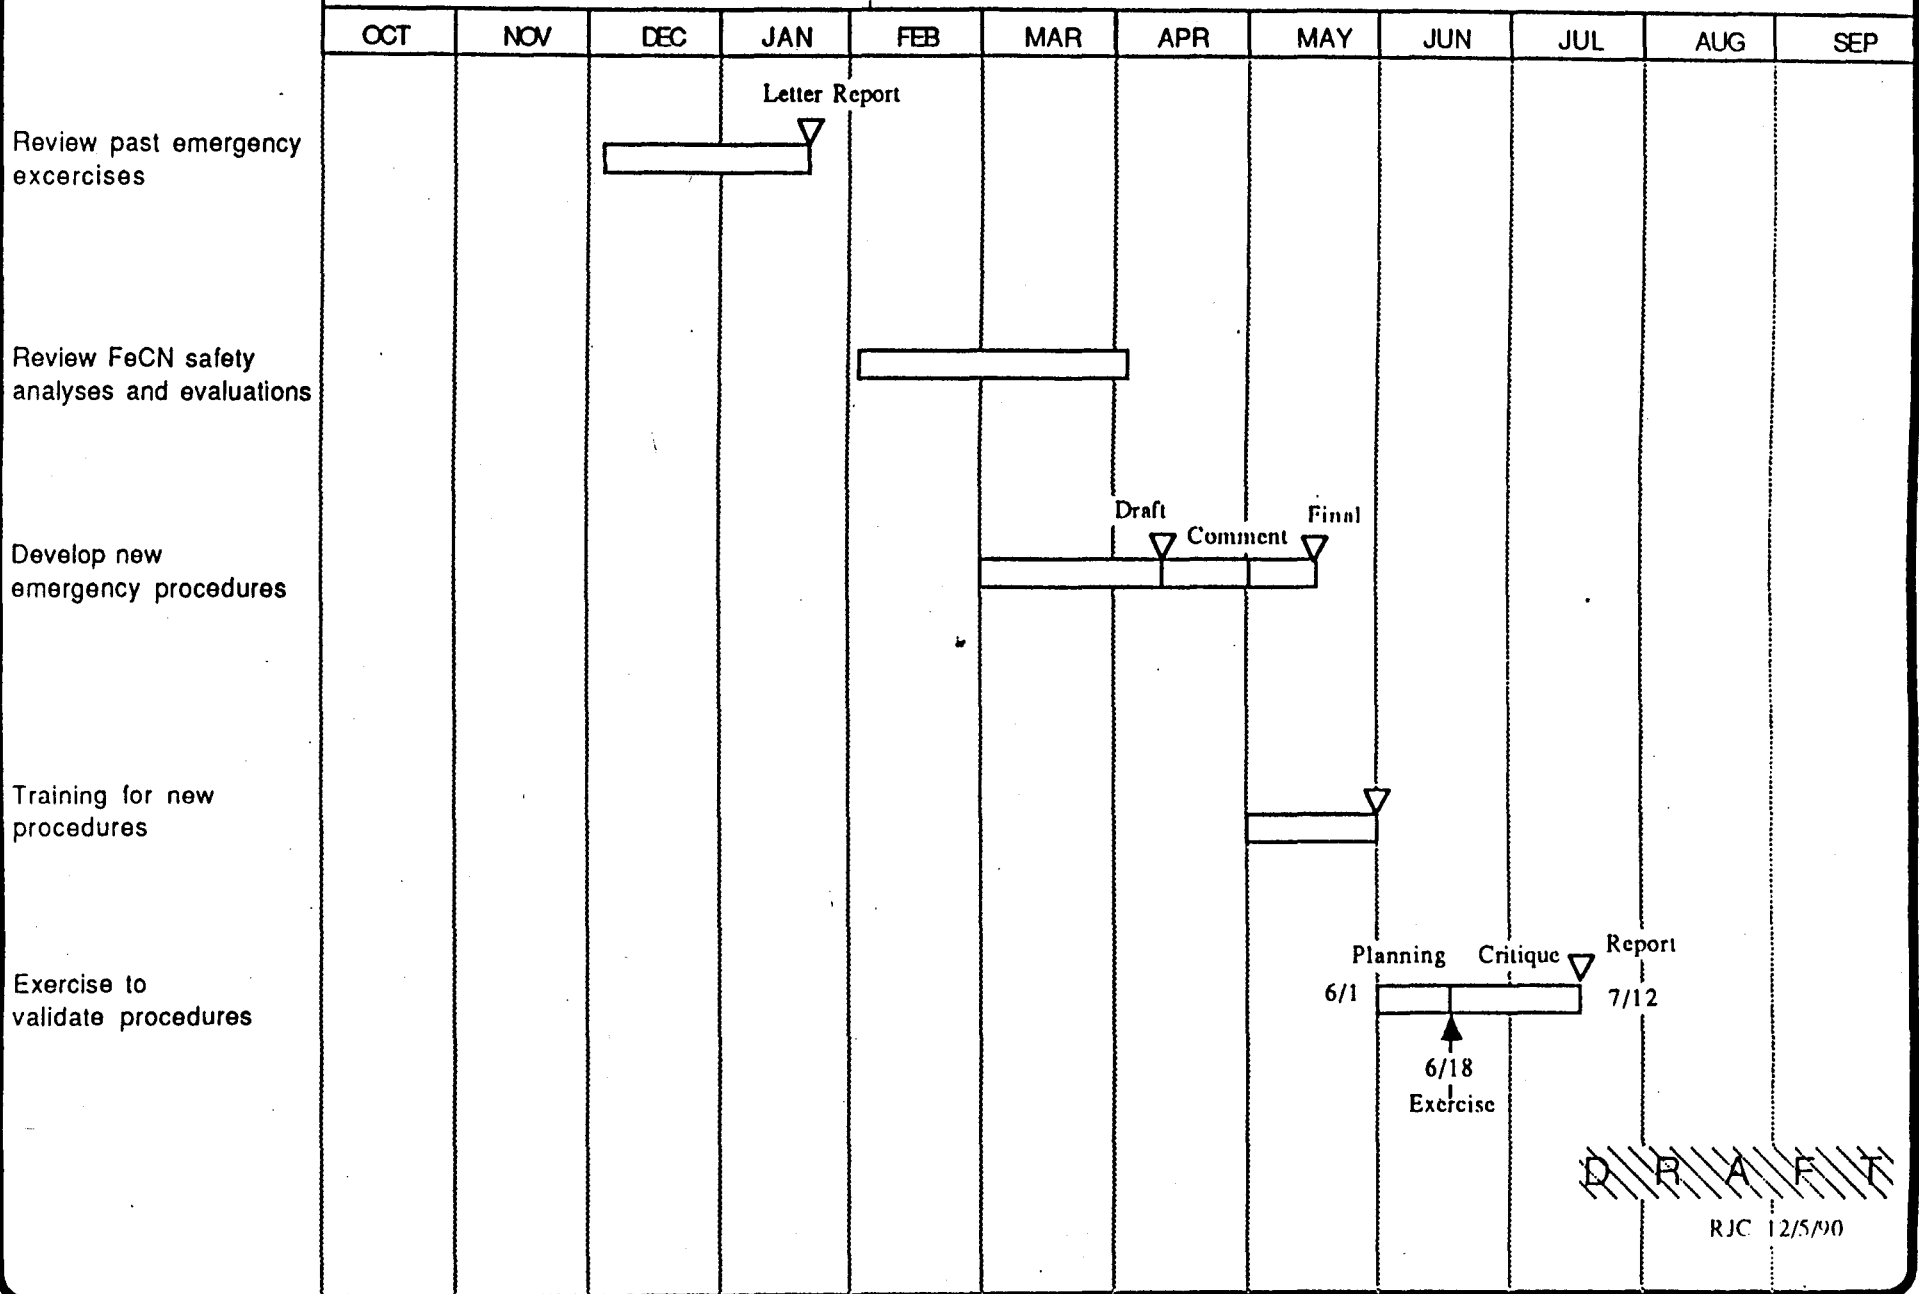 OCT NOV DEC JAN FEB MAR APR MAY JUN JUL AUG SEP
Letter Report
Review past emergency
excercises
Review FeCN safety
analyses and evaluations
Draft
Final
Comment
Develop new
emergency procedures
Training for new
procedures
Report
Planning Critique
Exercise to
validate procedures
6/1
7/12
6/18
Exercise
DRAFT
RJC 12/5/90